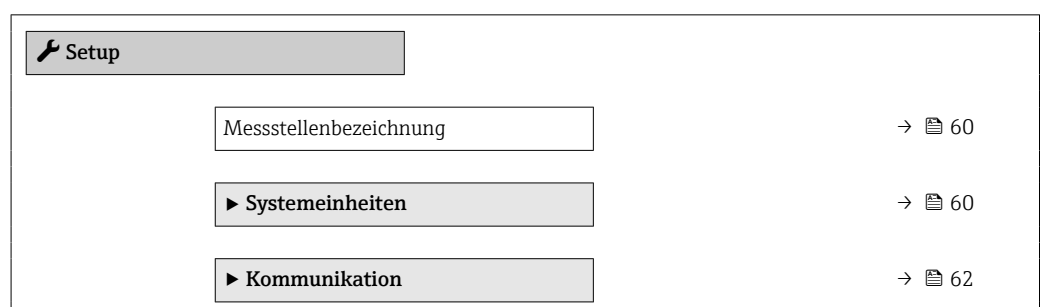 Setup
Messstellenbezeichnung → 60
▶ Systemeinheiten → 60
▶ Kommunikation → 62